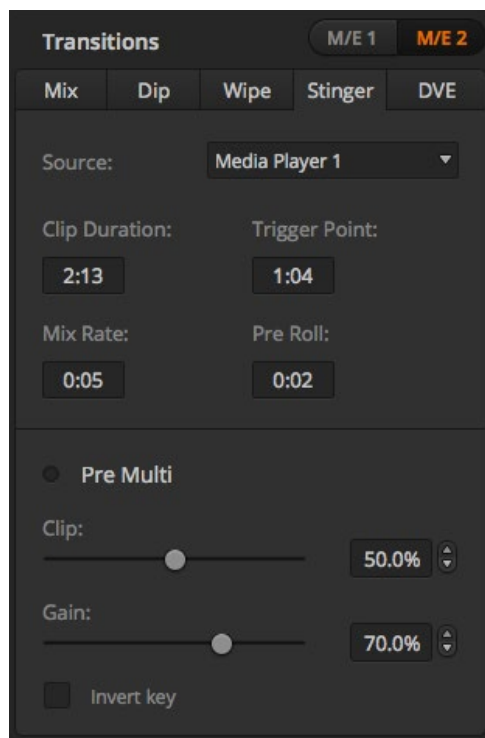 Transitions M/E 1 M/E 2
Mix Dip Wipe Stinger DVE
Source: Media Player 1
Clip Duration: Trigger Point:
2:13 1:04
Mix Rate: Pre Roll:
0:05 0:02
Pre Multi
Clip:
50.0%
Gain:
70.0%
Invert key